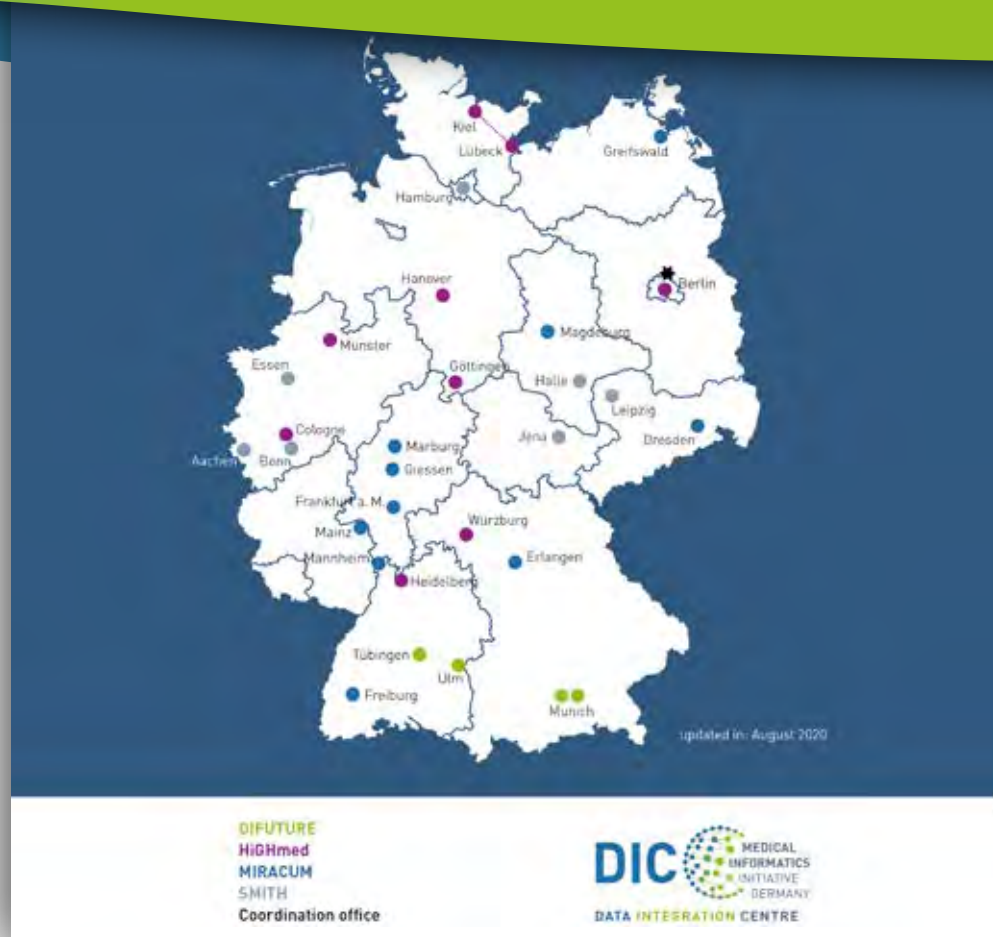 Kiel
Lübeck
Greifswald
Hamburg
Hanover
Berlin
Magdeburg
Münster
Essen
Göttingen
Halle
Leipzig
Cologne
Jena
Dresden
Marburg
Aachen
Bonn
Giessen
Frankfurt a. M.
Mainz
Würzburg
Mannheim
Erlangen
Heidelberg
Tübingen
Ulm
Freiburg
Munich
updated in: August 2020
DIFUTURE
HiGHmed
MIRACUM
SMITH
Coordination office
DIC
MEDICAL
INFORMATICS
INITIATIVE
GERMANY
DATA INTEGRATION CENTRE